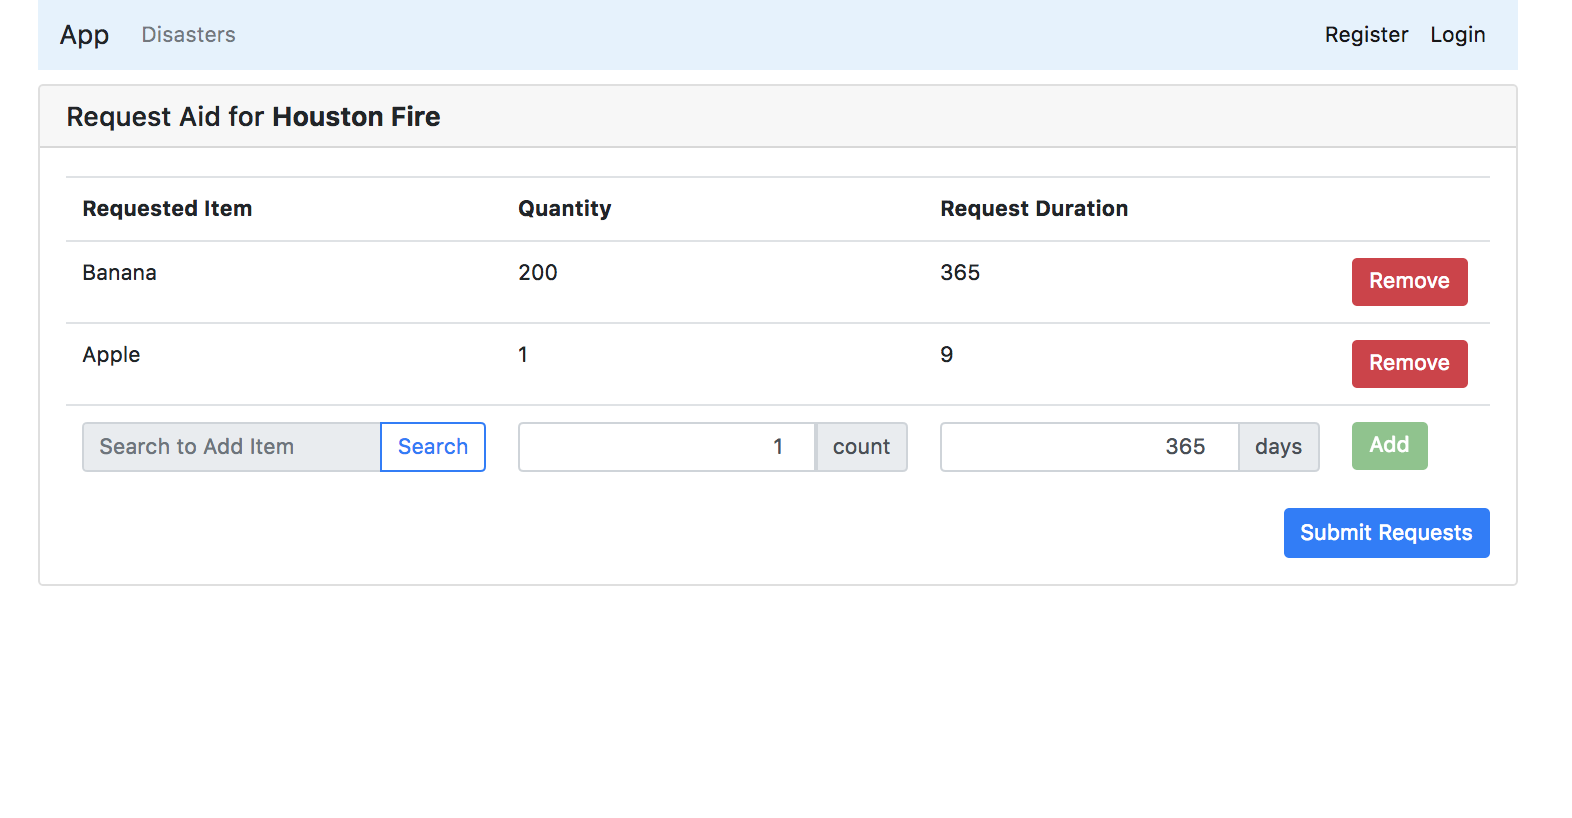 App Disasters Register Login
Request Aid for Houston Fire
Requested Item Quantity Request Duration
Banana 200 365 Remove
Apple 1 9 Remove
Search to Add Item Search 1 count 365 days Add
Submit Requests